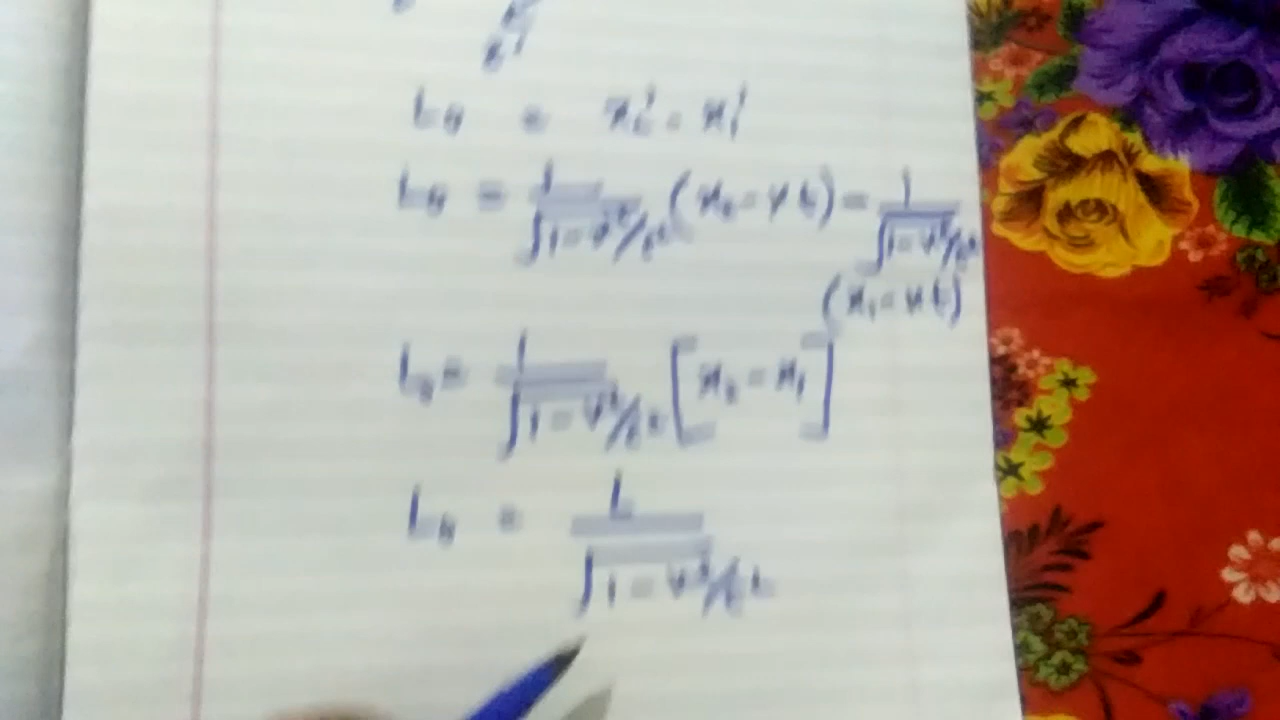 L₀ = x₂' - x₁'
L₀ = 1/√(1 - v²/c²) (x₂ - vt) - 1/√(1 - v²/c²)
(x₁ - vt)
L₀ = 1/√(1 - v²/c²) [x₂ - x₁]
L₀ = L/√(1 - v²/c²)